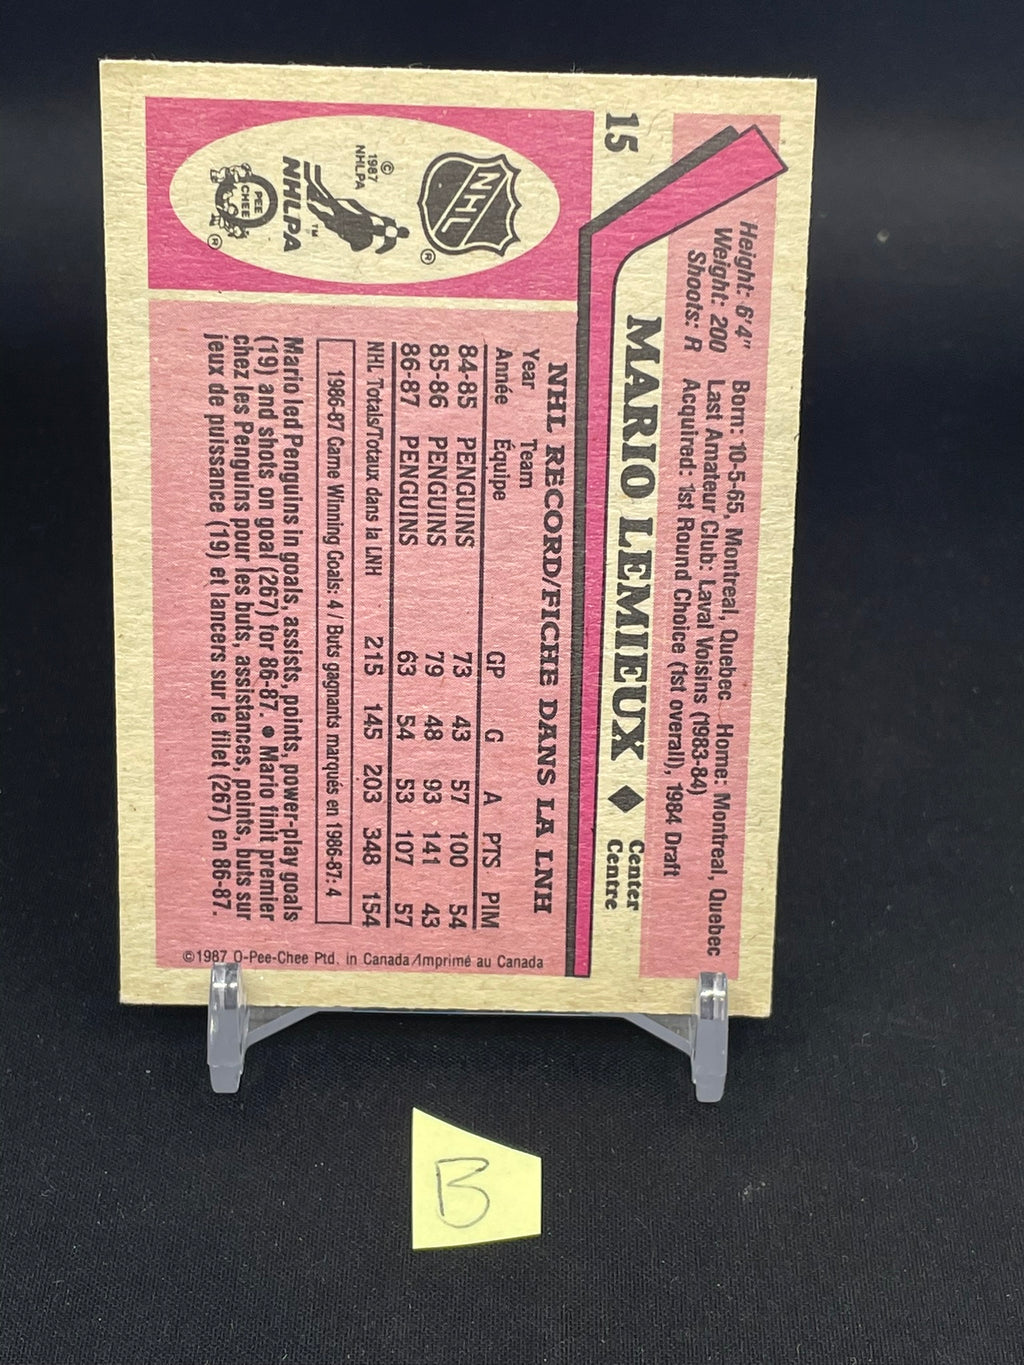 15
MARIO LEMIEUX ♦ Center
Centre
Height: 6'4" Born: 10-5-65, Montreal, Quebec Home: Montreal, Quebec
Weight: 200 Last Amateur Club: Laval Voisins (1983-84)
Shoots: R Acquired: 1st Round Choice (1st overall), 1984 Draft
NHL
®
©
1987
NHLPA
™
NHLPA
O
PEE
CHEE
®
NHL RECORD/FICHE DANS LA LNH
Year Team
Année Équipe GP G A PTS PIM
84-85 PENGUINS 73 43 57 100 54
85-86 PENGUINS 79 48 93 141 43
86-87 PENGUINS 63 54 53 107 57
NHL Totals/Totaux dans la LNH 215 145 203 348 154
1986-87 Game Winning Goals: 4 / Buts gagnants marqués en 1986-87: 4
Mario led Penguins in goals, assists, points, power-play goals
(19) and shots on goal (267) for 86-87. ● Mario finit premier
chez les Penguins pour les buts, assistances, points, buts sur
jeux de puissance (19) et lancers sur le filet (267) en 86-87.
©1987 O-Pee-Chee Ptd. in Canada/Imprimé au Canada
B